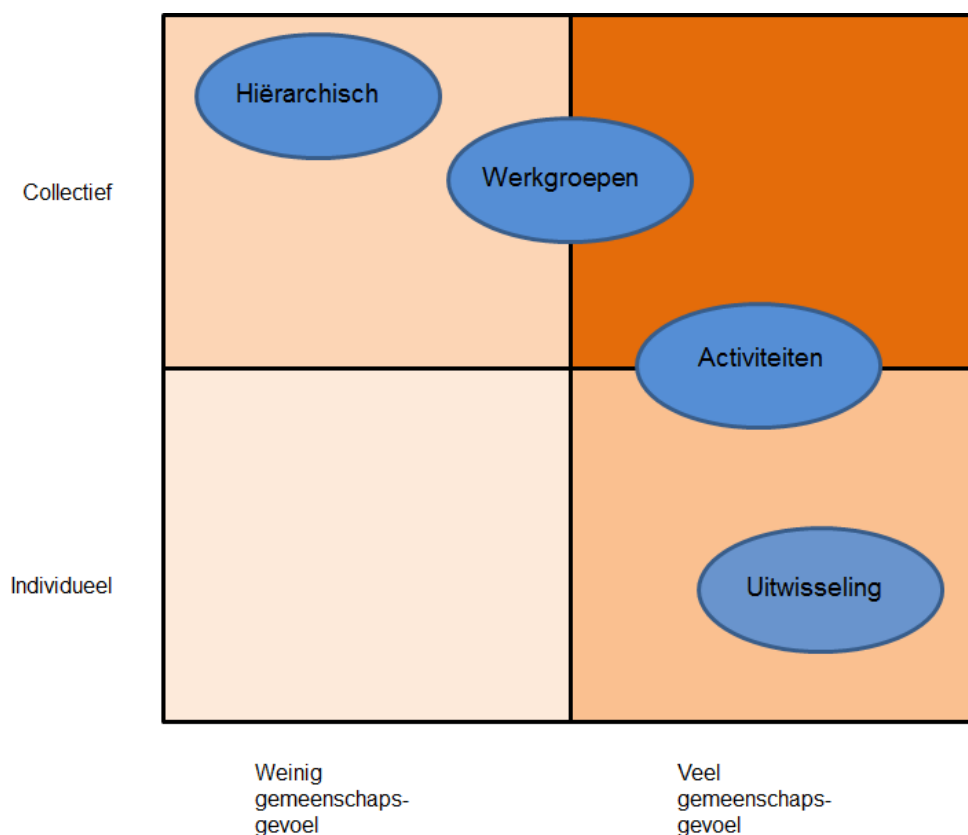 Hiërarchisch
Werkgroepen
Collectief
Activiteiten
Individueel
Uitwisseling
Weinig
gemeenschaps-
gevoel
Veel
gemeenschaps-
gevoel